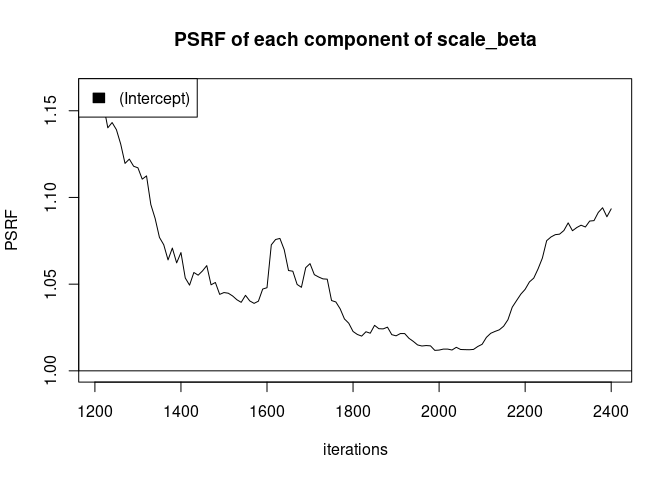 PSRF of each component of scale_beta
(Intercept)
PSRF
1.15
1.10
1.05
1.00
1200 1400 1600 1800 2000 2200 2400
iterations